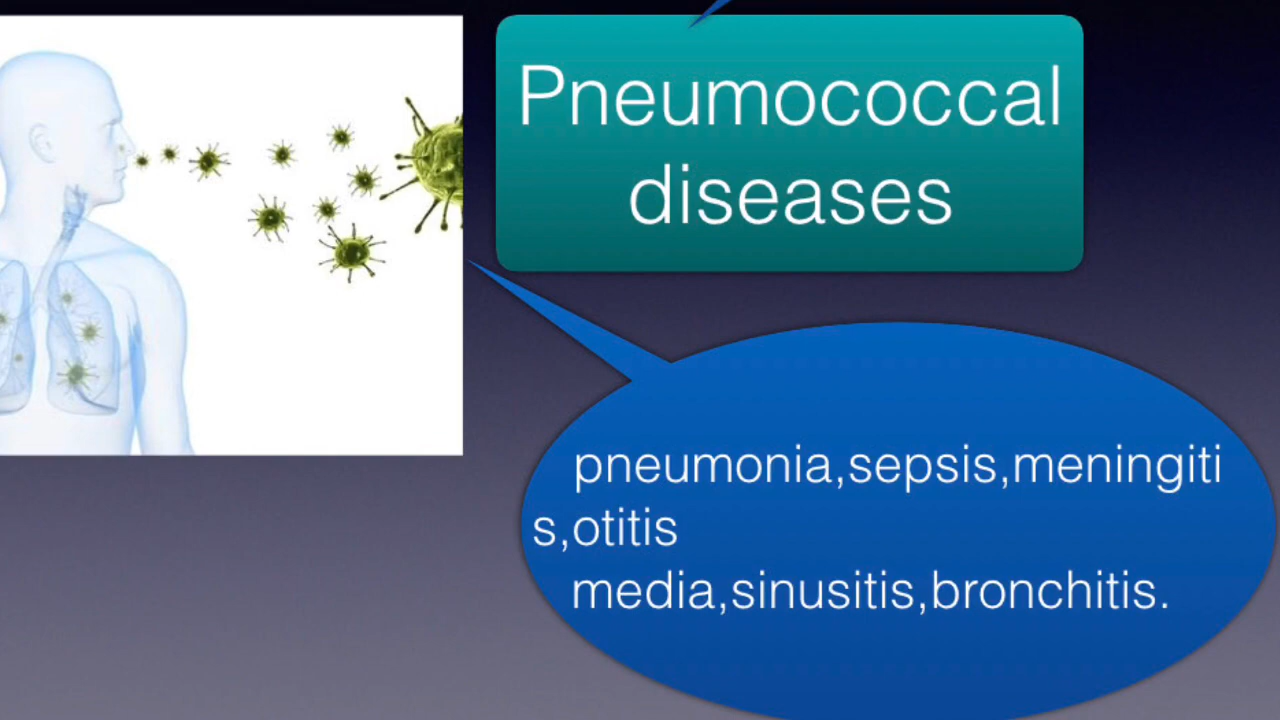 Pneumococcal
diseases
pneumonia,sepsis,meningiti
s,otitis
media,sinusitis,bronchitis.